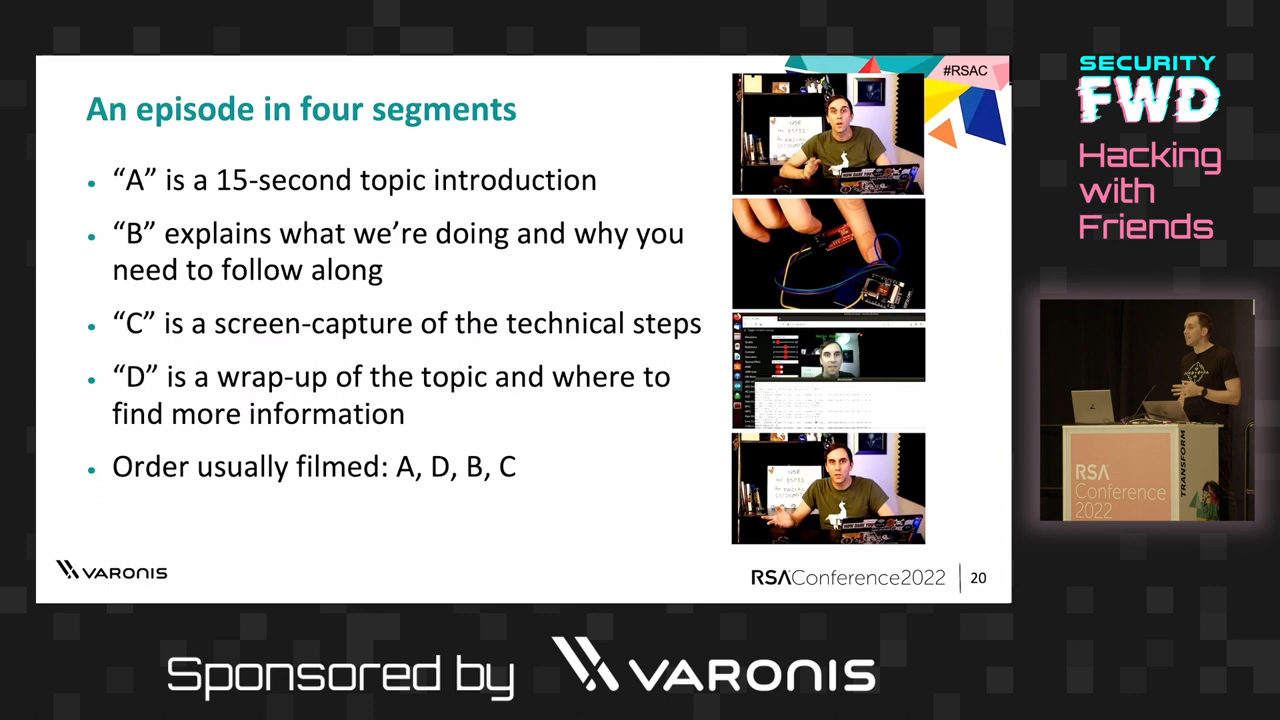 #RSAC
An episode in four segments
• “A” is a 15-second topic introduction
• “B” explains what we’re doing and why you
need to follow along
• “C” is a screen-capture of the technical steps
• “D” is a wrap-up of the topic and where to
find more information
• Order usually filmed: A, D, B, C
VARONIS
RSAConference2022
20
SECURITY
FWD
Hacking
with
Friends
RSA
Conference
2022
TRANSFORM
Sponsored by VARONIS